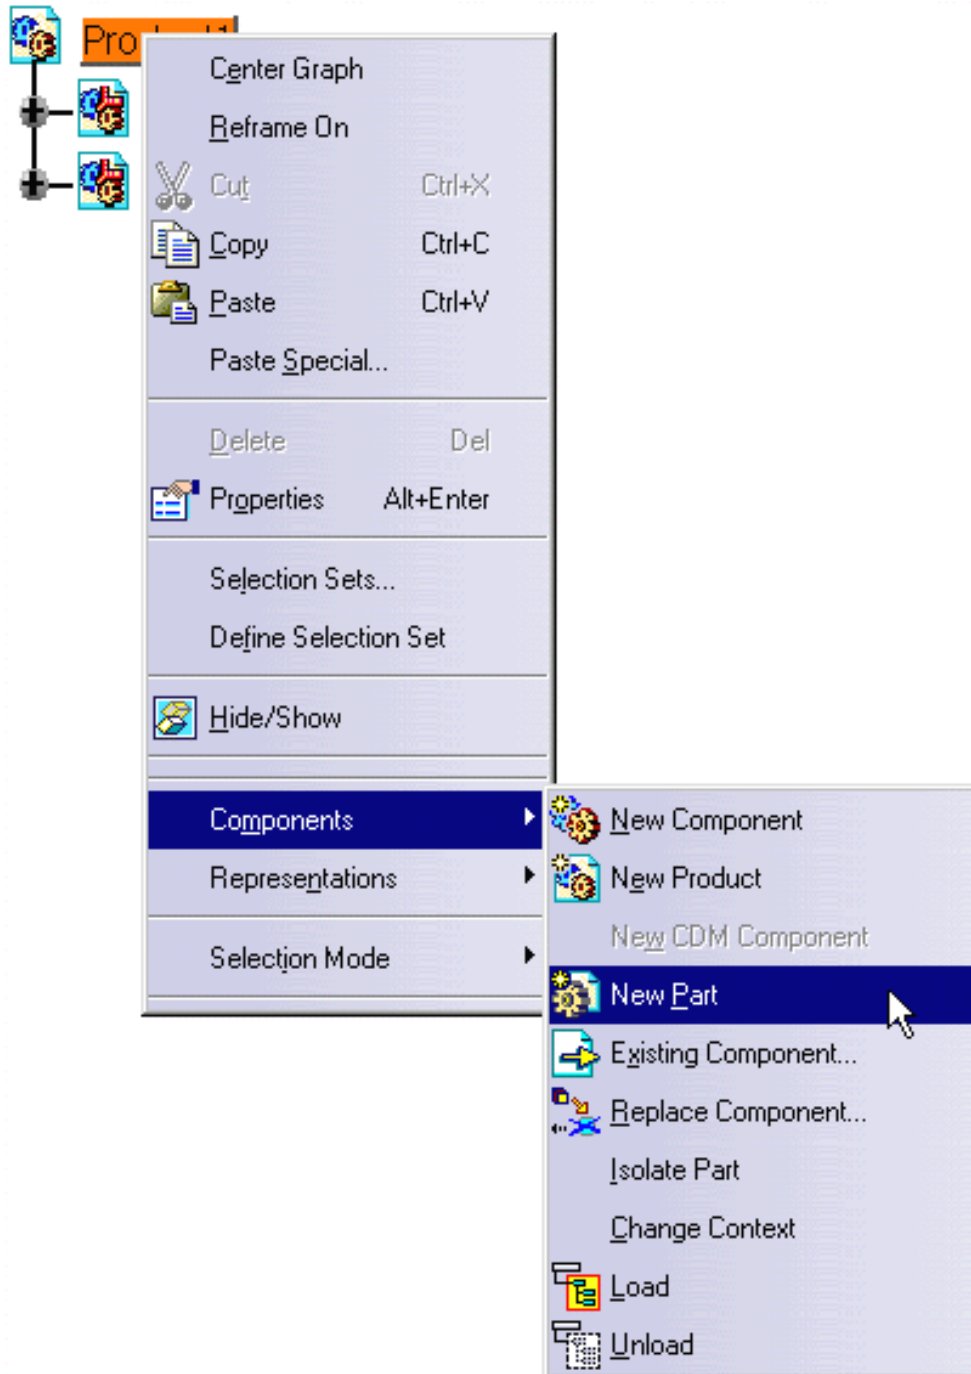 Center Graph
Reframe On
Cut Ctrl+X
Copy Ctrl+C
Paste Ctrl+V
Paste Special...
Delete Del
Properties Alt+Enter
Selection Sets...
Define Selection Set
Hide/Show
Components
Representations
Selection Mode
New Component
New Product
New CDM Component
New Part
Existing Component...
Replace Component...
Isolate Part
Change Context
Load
Unload